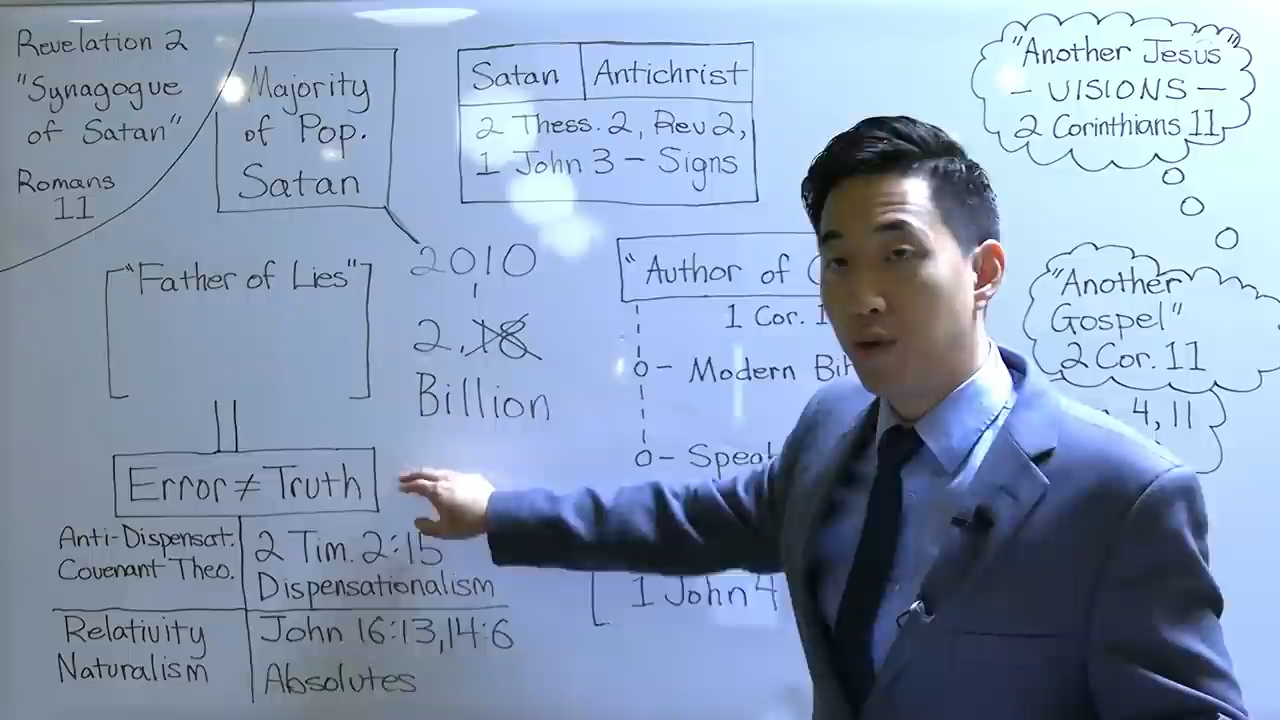 Revelation 2
"Synagogue
of Satan"
Romans
11
Majority
of Pop.
Satan
Satan Antichrist
2 Thess. 2, Rev 2,
1 John 3 – Signs
"Another Jesus"
– VISIONS –
2 Corinthians 11
"Father of Lies"
2010
2.18
Billion
"Author of
1 Cor.
– Modern
–
"Another
Gospel"
2 Cor. 11
4, 11
Error ≠ Truth
Anti-Dispensat.
Covenant Theo.
2 Tim. 2:15
Dispensationalism
1 John 4
Relativity
Naturalism
John 16:13,14:6
Absolutes